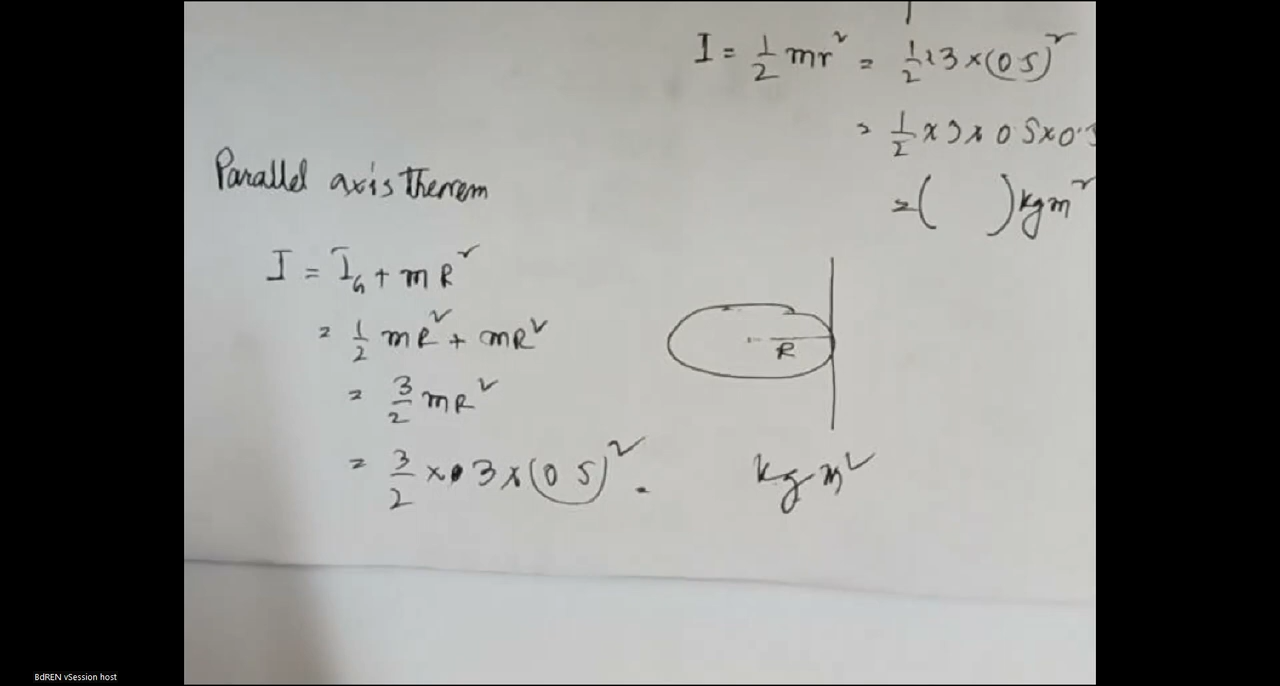 I = 1/2 mr² = 1/2 × 3 × (0.5)²
= 1/2 × 3 × 0.5 × 0.5
= ( ) kgm²
Parallel axis therem
I = I_G + mR²
= 1/2 mR² + mR²
= 3/2 mR²
= 3/2 × 3 × (0.5)². kg m²
R
BdREN vSession host